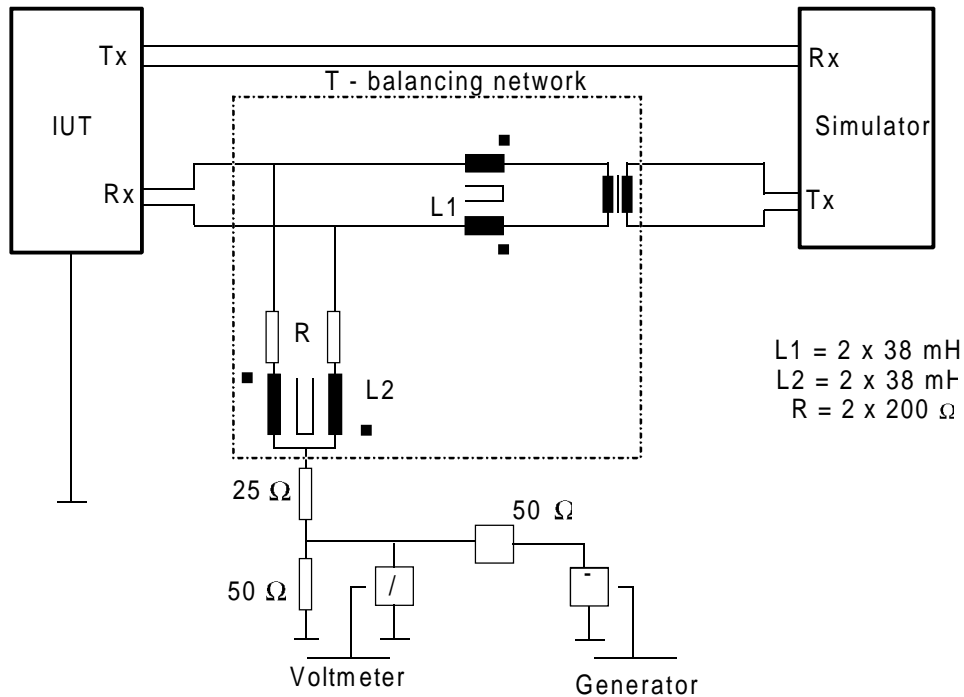 Tx
Rx
T - balancing network
IUT
Simulator
Rx
L1
Tx
R
L1 = 2 x 38 mH
L2
L2 = 2 x 38 mH
R = 2 x 200 Ω
25 Ω
50 Ω
50 Ω
/
-
Voltmeter
Generator